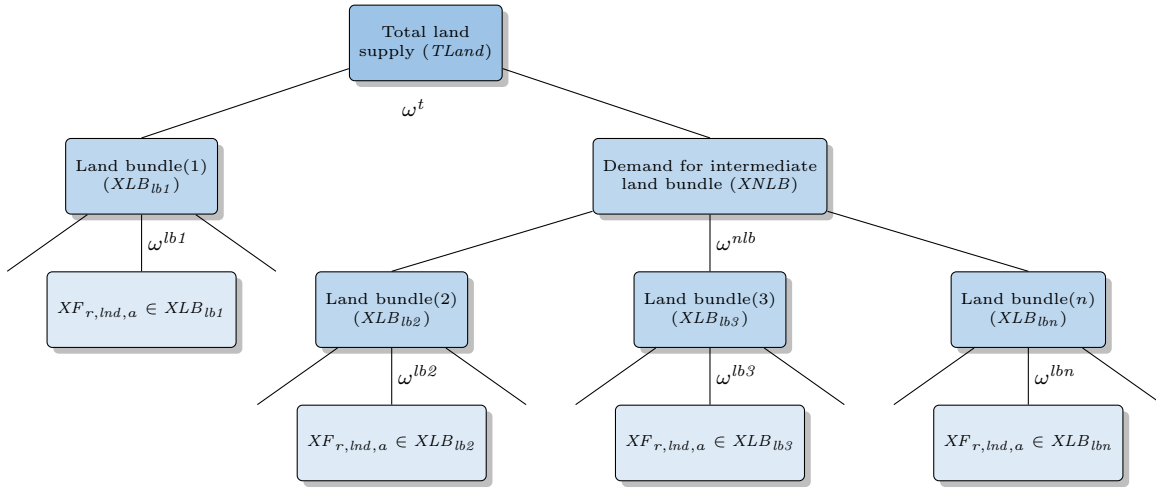 Total land
supply (TLand)
ω^t
Land bundle(1)
(XLB_lb1)
Demand for intermediate
land bundle (XNLB)
ω^lb1
ω^nlb
XF_r,lnd,a ∈ XLB_lb1
Land bundle(2)
(XLB_lb2)
Land bundle(3)
(XLB_lb3)
Land bundle(n)
(XLB_lbn)
ω^lb2
ω^lb3
ω^lbn
XF_r,lnd,a ∈ XLB_lb2
XF_r,lnd,a ∈ XLB_lb3
XF_r,lnd,a ∈ XLB_lbn